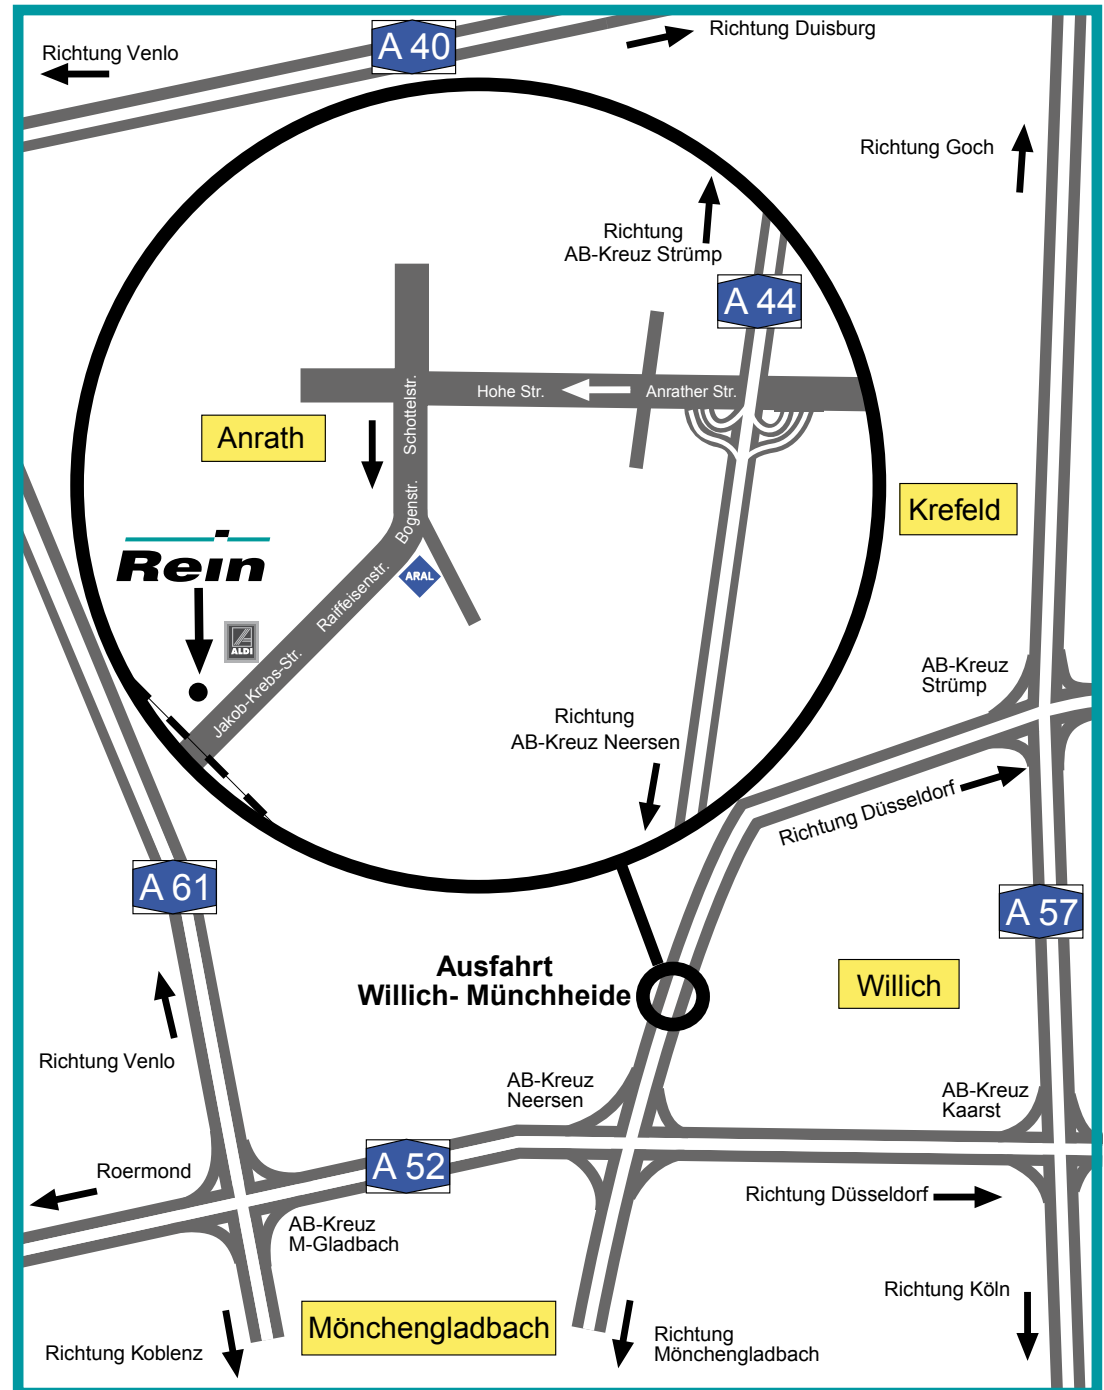 Richtung Duisburg
A 40
Richtung Venlo
Richtung Goch
Richtung
AB-Kreuz Strümp
A 44
Hohe Str.
Anrather Str.
Schottelstr.
Anrath
Krefeld
Bogenstr.
Rein
ARAL
Raiffeisenstr.
ALDI
Jakob-Krebs-Str.
AB-Kreuz
Strümp
Richtung
AB-Kreuz Neersen
Richtung Düsseldorf
A 61
A 57
Ausfahrt
Willich- Münchheide
Willich
Richtung Venlo
AB-Kreuz
Neersen
AB-Kreuz
Kaarst
A 52
Roermond
Richtung Düsseldorf
AB-Kreuz
M-Gladbach
Richtung Köln
Mönchengladbach
Richtung
Mönchengladbach
Richtung Koblenz